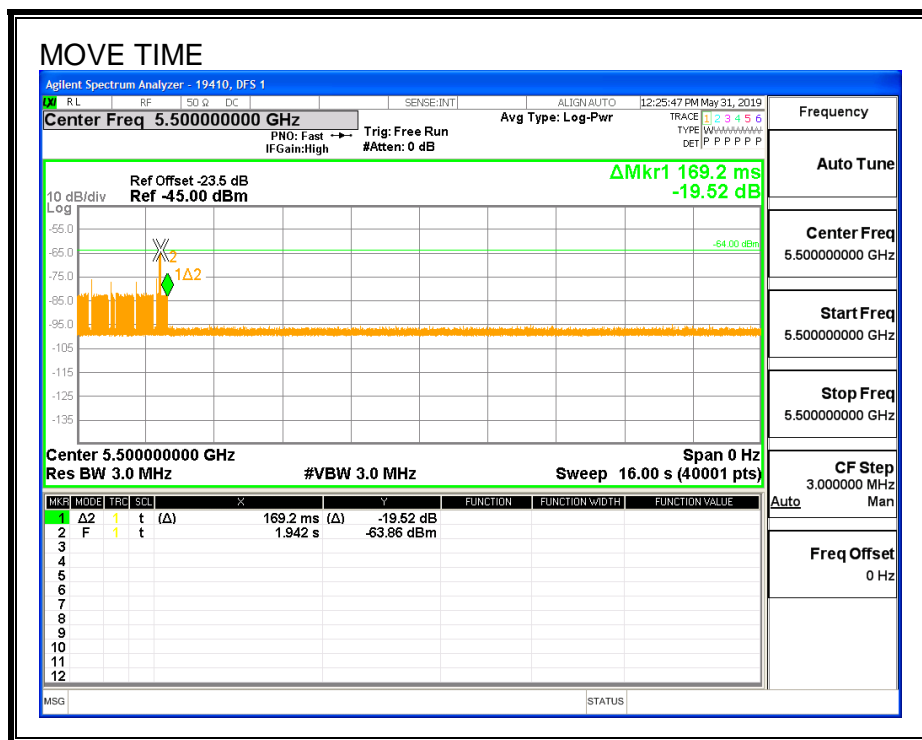 MOVE TIME
Agilent Spectrum Analyzer - 19410, DFS 1
LXI RL RF 50 Ω DC SENSE:INT ALIGN AUTO 12:25:47 PM May 31, 2019
Center Freq 5.500000000 GHz Avg Type: Log-Pwr TRACE 1 2 3 4 5 6
PNO: Fast Trig: Free Run TYPE W
IFGain:High #Atten: 0 dB DET P P P P P P
Frequency
Auto Tune
ΔMkr1 169.2 ms
Ref Offset -23.5 dB -19.52 dB
10 dB/div Ref -45.00 dBm
Log
-55.0
-64.00 dBm
-65.0
2
-75.0
1Δ2
-85.0
-95.0
-105
-115
-125
-135
Center Freq
5.500000000 GHz
Start Freq
5.500000000 GHz
Stop Freq
5.500000000 GHz
Center 5.500000000 GHz Span 0 Hz
Res BW 3.0 MHz #VBW 3.0 MHz Sweep 16.00 s (40001 pts)
CF Step
3.000000 MHz
Auto Man
Freq Offset
0 Hz
MKR MODE TRC SCL X Y FUNCTION FUNCTION WIDTH FUNCTION VALUE
1 Δ2 1 t (Δ) 169.2 ms (Δ) -19.52 dB
2 F 1 t 1.942 s -63.86 dBm
3
4
5
6
7
8
9
10
11
12
MSG STATUS